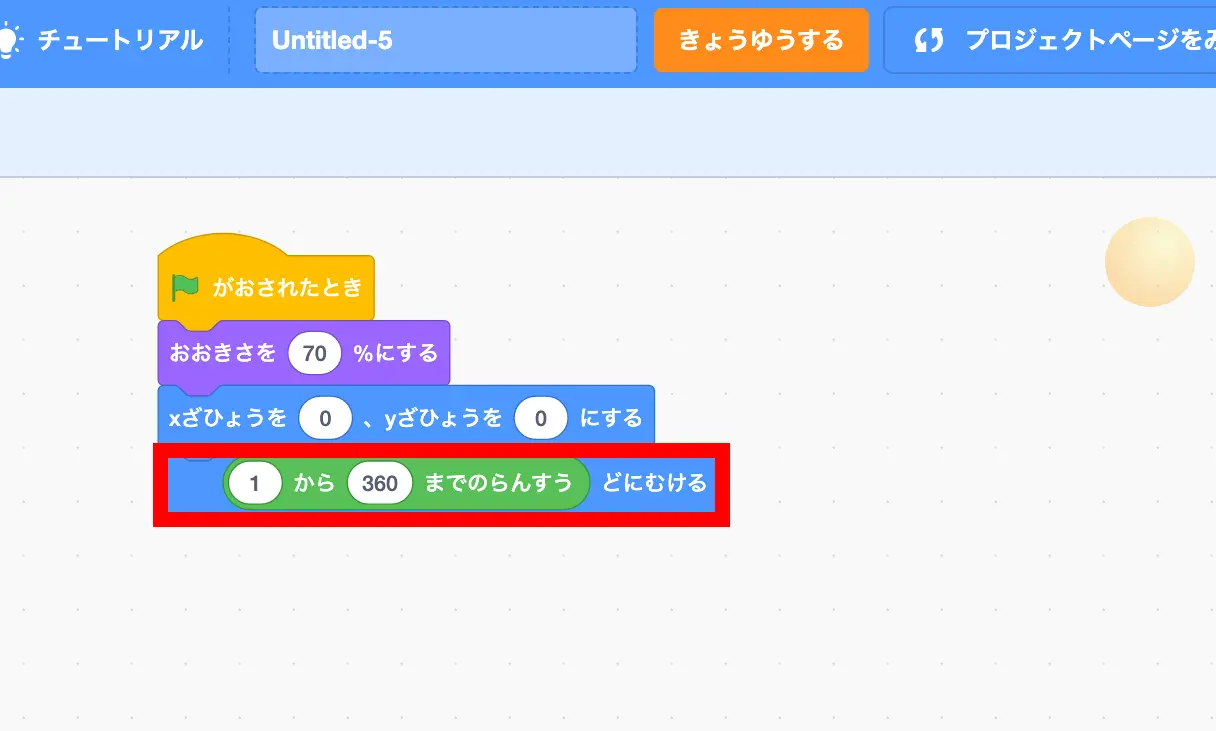 チュートリアル
Untitled-5
きょうゆうする
プロジェクトページをみ
がおされたとき
おおきさを 70 %にする
xざひょうを 0 、yざひょうを 0 にする
1 から 360 までのらんすう どにむける